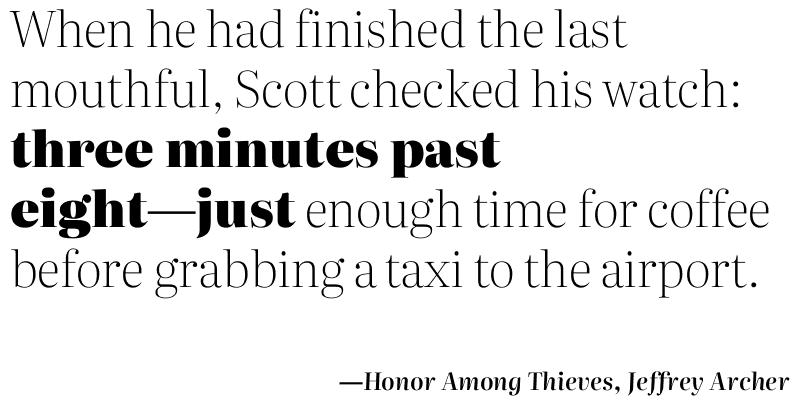 When he had finished the last
mouthful, Scott checked his watch:
three minutes past
eight—just enough time for coffee
before grabbing a taxi to the airport.
—Honor Among Thieves, Jeffrey Archer